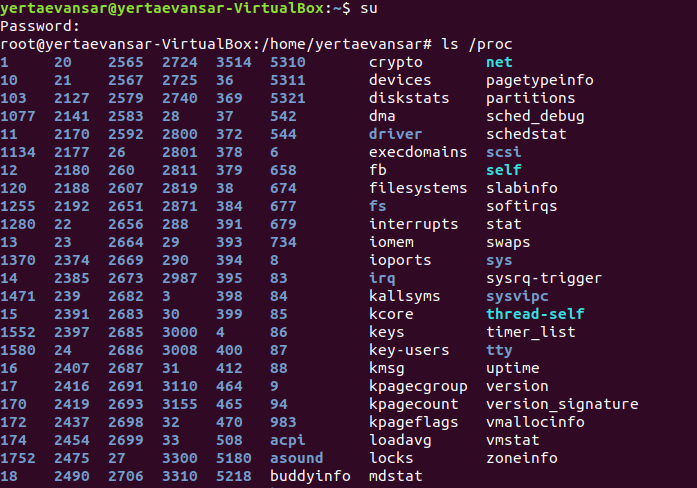 yertaevansar@yertaevansar-VirtualBox:~$ su
Password:
root@yertaevansar-VirtualBox:/home/yertaevansar# ls /proc
1 20 2565 2724 3514 5310 crypto net
10 21 2567 2725 36 5311 devices pagetypeinfo
103 2127 2579 2740 369 5321 diskstats partitions
1077 2141 2583 28 37 542 dma sched_debug
11 2170 2592 2800 372 544 driver schedstat
1134 2177 26 2801 378 6 execdomains scsi
12 2180 260 2811 379 658 fb self
120 2188 2607 2819 38 674 filesystems slabinfo
1255 2192 2651 2871 384 677 fs softirqs
1280 22 2656 288 391 679 interrupts stat
13 23 2664 29 393 734 iomem swaps
1370 2374 2669 290 394 8 ioports sys
14 2385 2673 2987 395 83 irq sysrq-trigger
1471 239 2682 3 398 84 kallsyms sysvipc
15 2391 2683 30 399 85 kcore thread-self
1552 2397 2685 3000 4 86 keys timer_list
1580 24 2686 3008 400 87 key-users tty
16 2407 2687 31 412 88 kmsg uptime
17 2416 2691 3110 464 9 kpagecgroup version
170 2419 2693 3155 465 94 kpagecount version_signature
172 2437 2698 32 470 983 kpageflags vmallocinfo
174 2454 2699 33 508 acpi loadavg vmstat
1752 2475 27 3300 5180 asound locks zoneinfo
18 2490 2706 3310 5218 buddyinfo mdstat